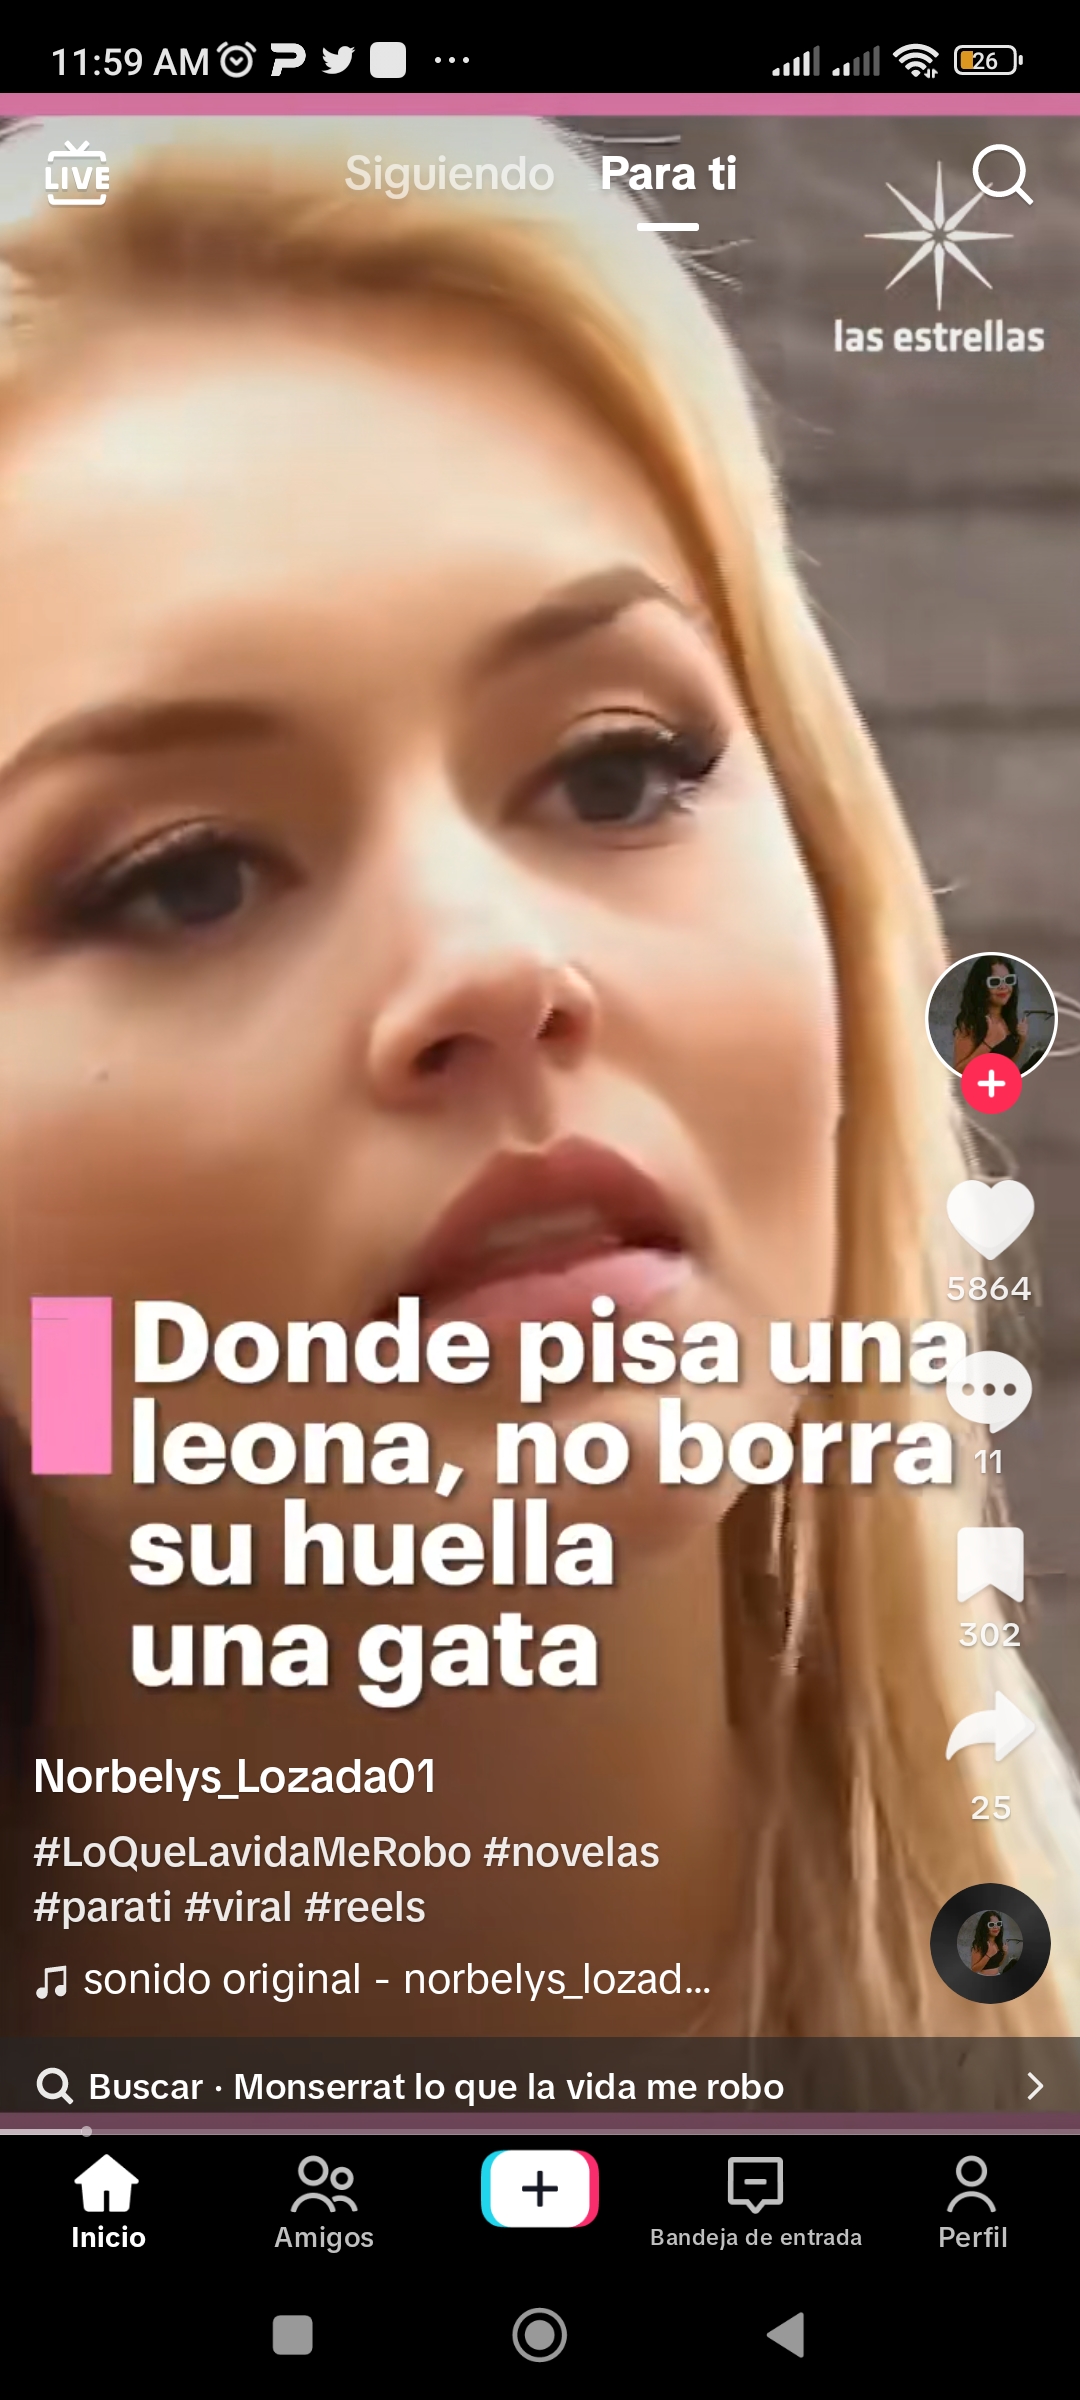 11:59 AM
26
LIVE
Siguiendo Para ti
las estrellas
5864
Donde pisa una
leona, no borra
su huella
una gata
11
302
25
Norbelys_Lozada01
#LoQueLavidaMeRobo #novelas
#parati #viral #reels
sonido original - norbelys_lozad...
Buscar · Monserrat lo que la vida me robo
Inicio Amigos Bandeja de entrada Perfil